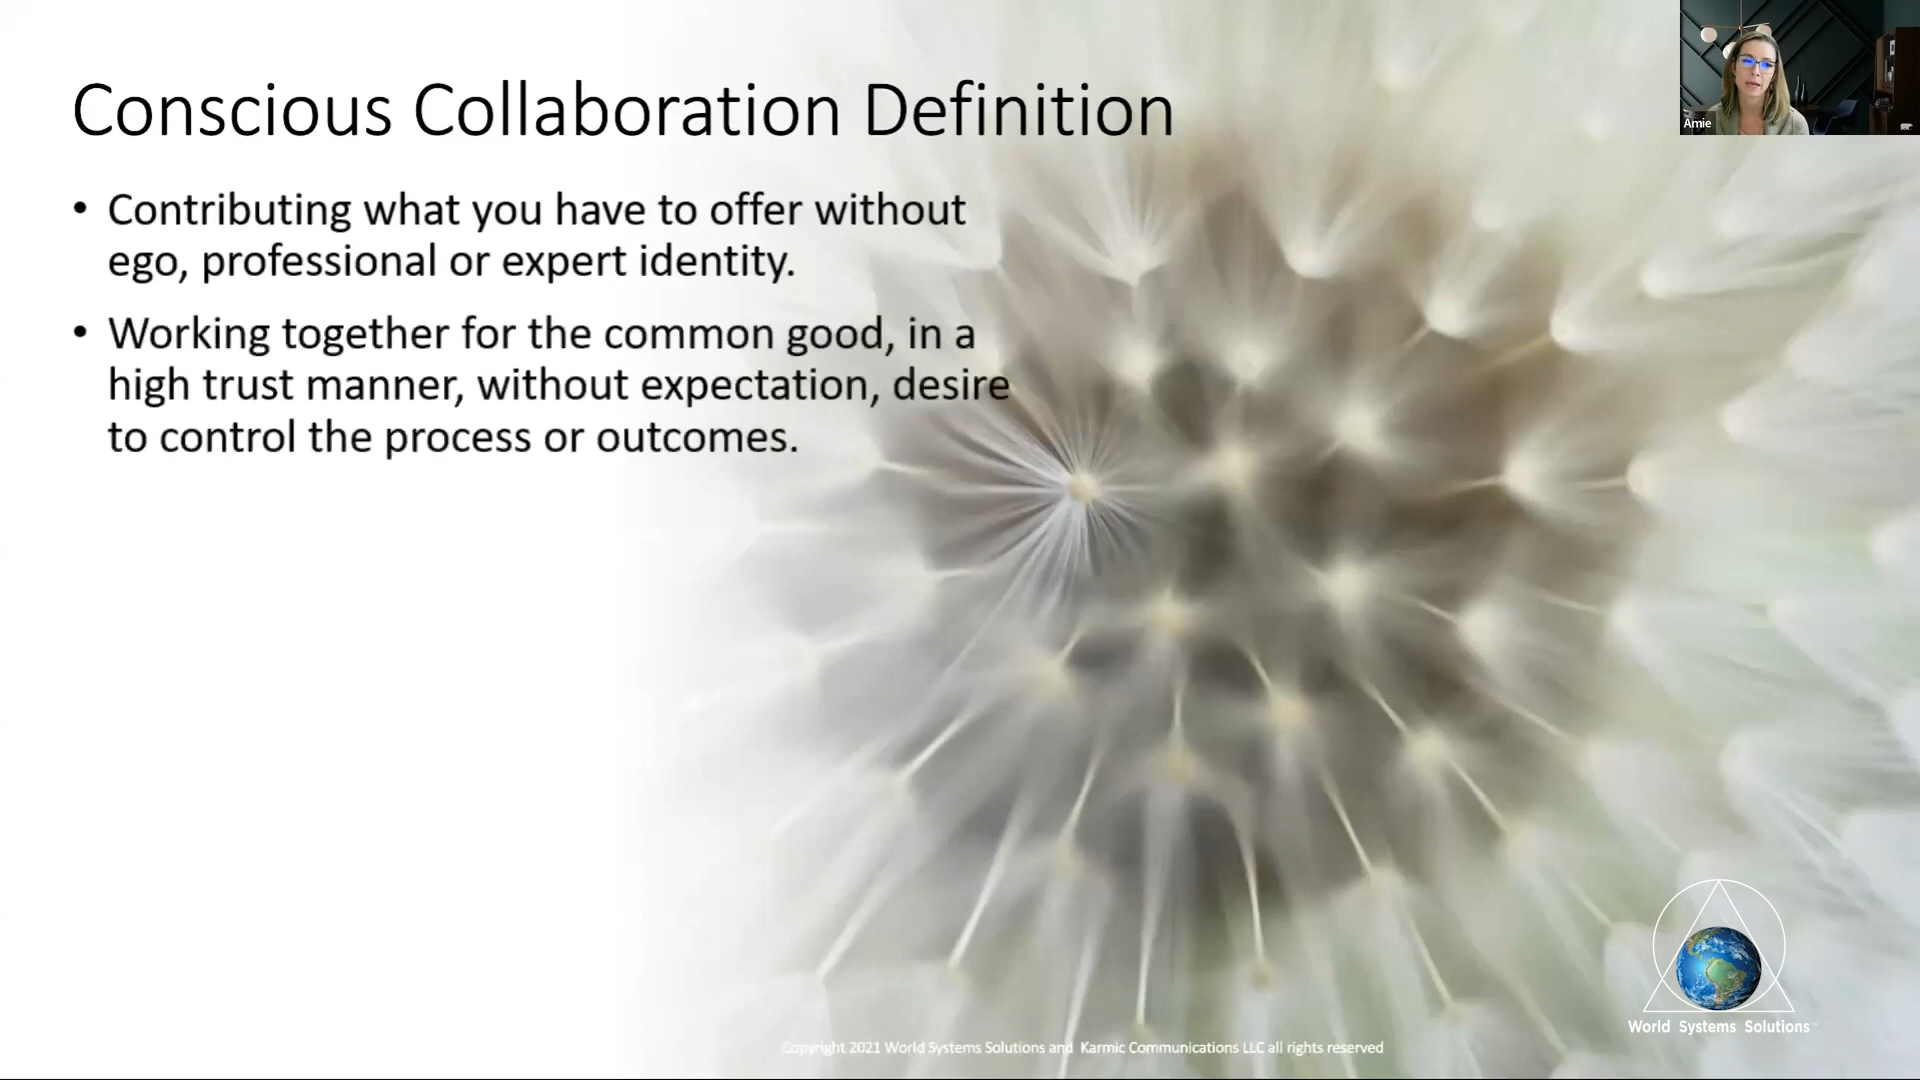 Conscious Collaboration Definition
• Contributing what you have to offer without
ego, professional or expert identity.
• Working together for the common good, in a
high trust manner, without expectation, desire
to control the process or outcomes.
Amie
World Systems Solutions
Copyright 2021 World Systems Solutions and Karmic Communications LLC all rights reserved